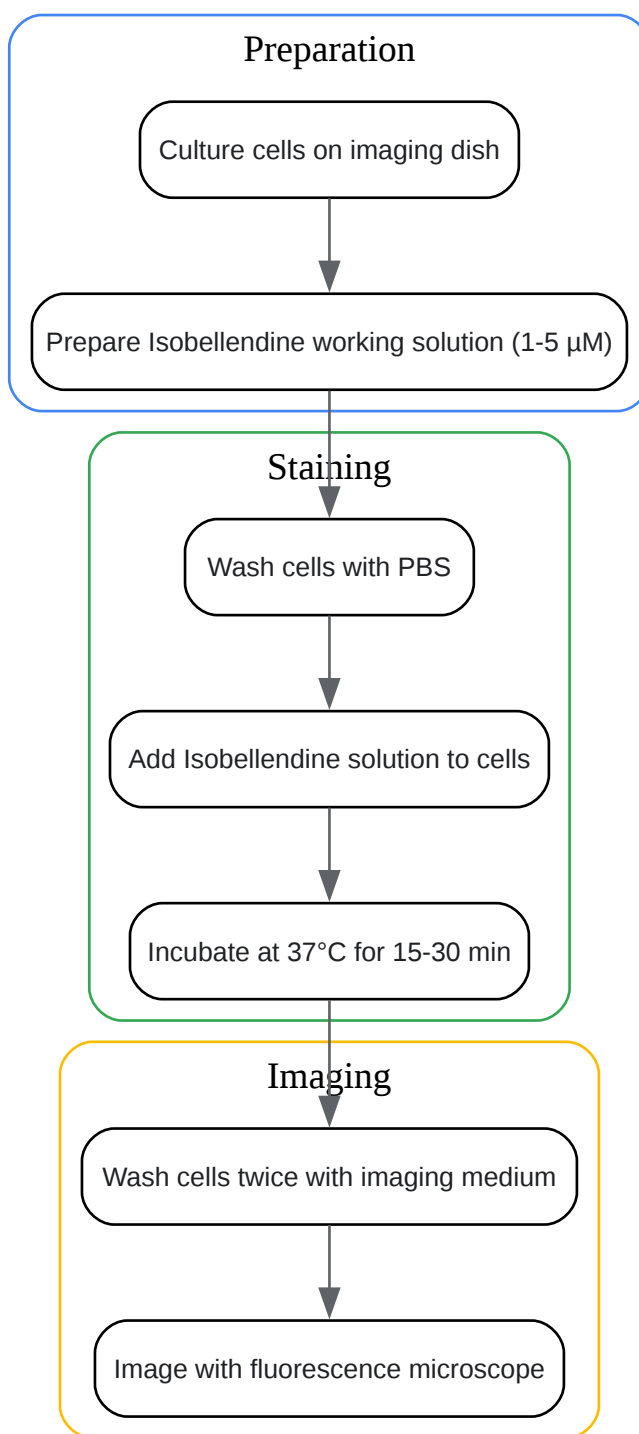 Preparation
Culture cells on imaging dish
Prepare Isobellendine working solution (1-5 µM)
Staining
Wash cells with PBS
Add Isobellendine solution to cells
Incubate at 37°C for 15-30 min
Imaging
Wash cells twice with imaging medium
Image with fluorescence microscope